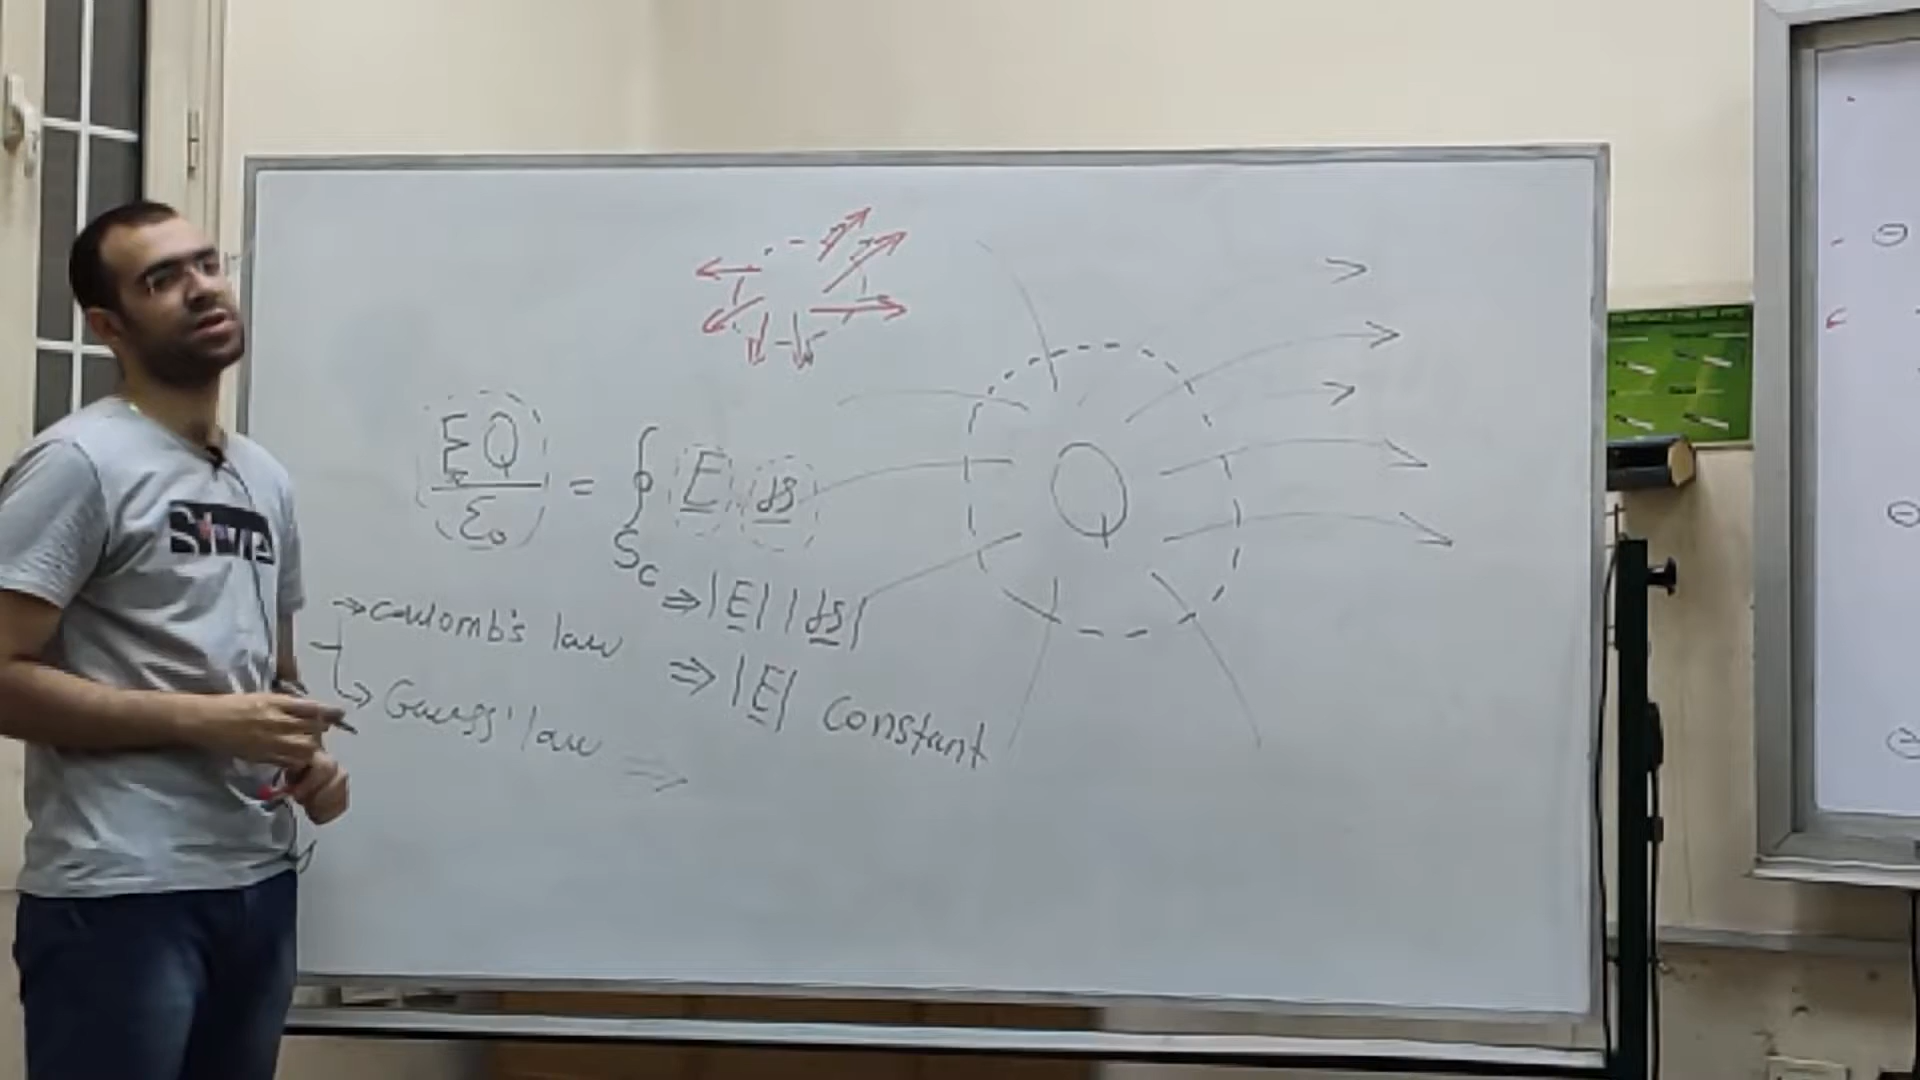 ΣQ / ε₀ = ∮ E ds
Sc
⇒ |E| |ds|
→ coulomb's law
⇒ |E| constant
→ Gauss' law ⇒
Q